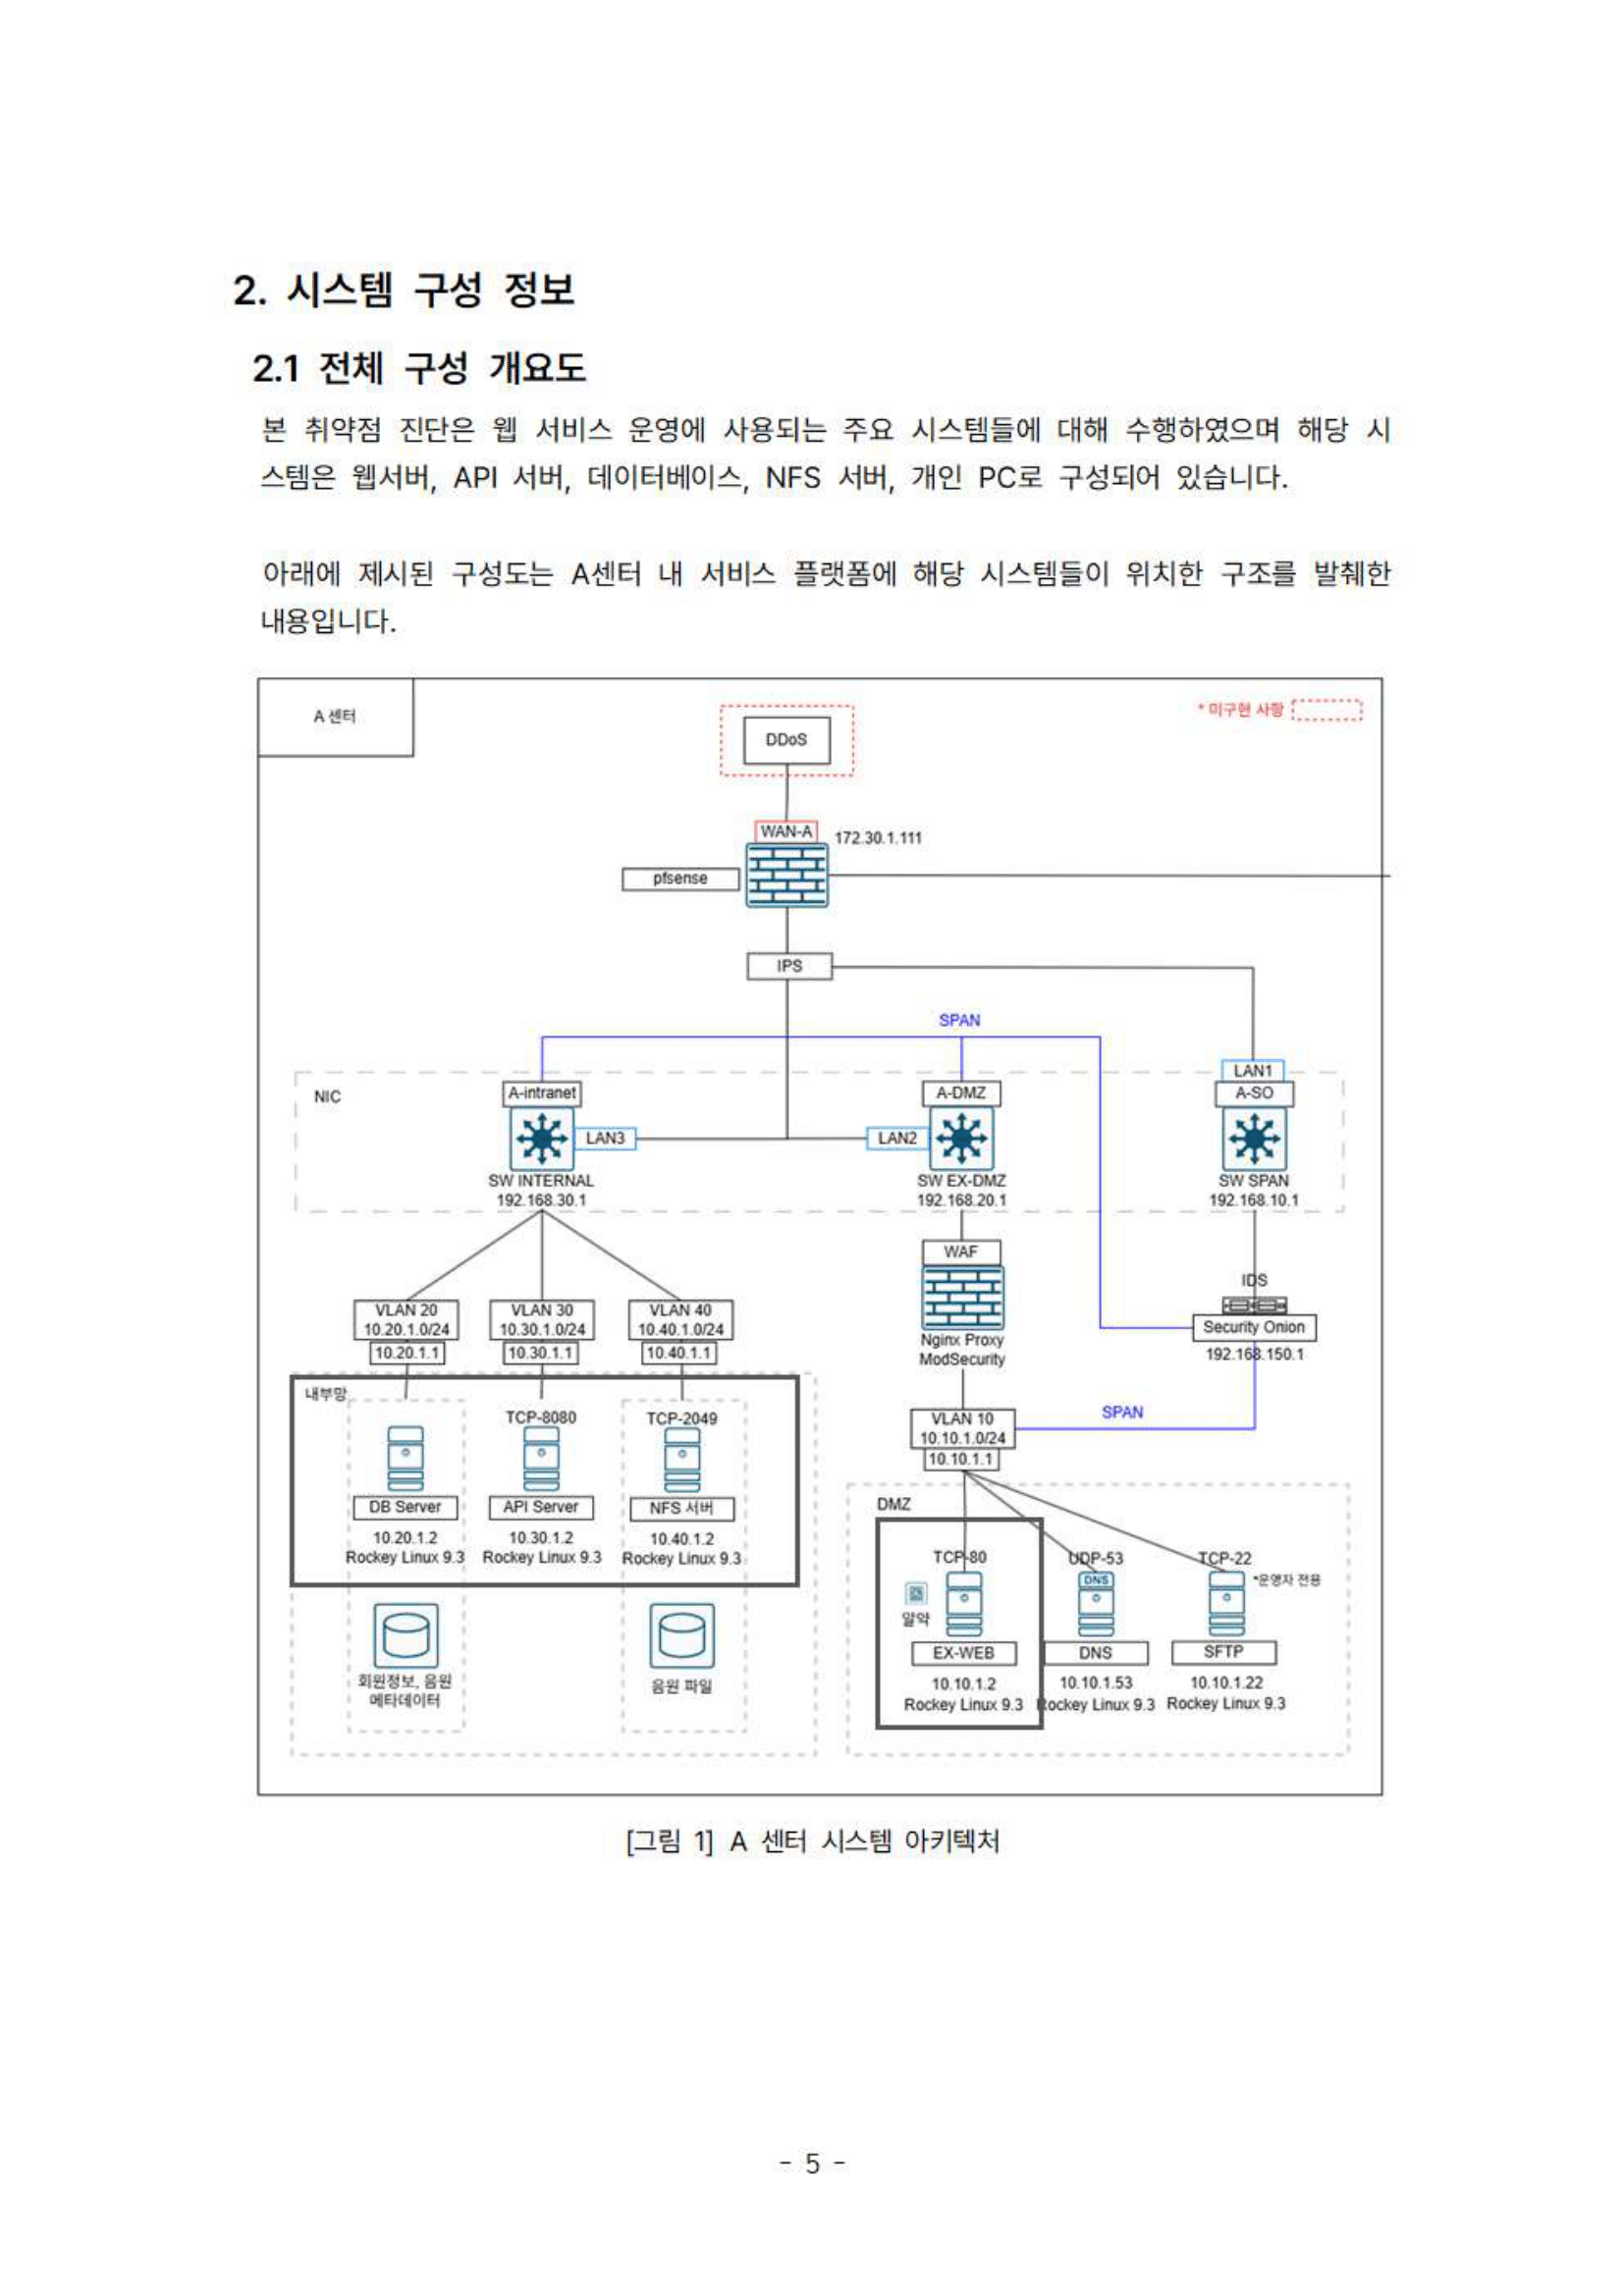 2. 시스템 구성 정보
2.1 전체 구성 개요도
본 취약점 진단은 웹 서비스 운영에 사용되는 주요 시스템들에 대해 수행하였으며 해당 시
스템은 웹서버, API 서버, 데이터베이스, NFS 서버, 개인 PC로 구성되어 있습니다.
아래에 제시된 구성도는 A센터 내 서비스 플랫폼에 해당 시스템들이 위치한 구조를 발췌한
내용입니다.
A 센터
* 미구현 사항
DDoS
WAN-A
172.30.1.111
pfsense
IPS
SPAN
NIC
LAN1
A-intranet
A-DMZ
A-SO
LAN3
LAN2
SW INTERNAL
192.168.30.1
SW EX-DMZ
192.168.20.1
SW SPAN
192.168.10.1
WAF
Nginx Proxy
ModSecurity
IDS
Security Onion
192.168.150.1
VLAN 20
10.20.1.0/24
10.20.1.1
VLAN 30
10.30.1.0/24
10.30.1.1
VLAN 40
10.40.1.0/24
10.40.1.1
SPAN
VLAN 10
10.10.1.0/24
10.10.1.1
내부망
TCP-8080
TCP-2049
DB Server
10.20.1.2
Rockey Linux 9.3
API Server
10.30.1.2
Rockey Linux 9.3
NFS 서버
10.40.1.2
Rockey Linux 9.3
회원정보, 음원
메타데이터
음원 파일
DMZ
TCP-80
알약
EX-WEB
10.10.1.2
Rockey Linux 9.3
UDP-53
DNS
DNS
10.10.1.53
Rockey Linux 9.3
TCP-22
*운영자 전용
SFTP
10.10.1.22
Rockey Linux 9.3
[그림 1] A 센터 시스템 아키텍처
- 5 -